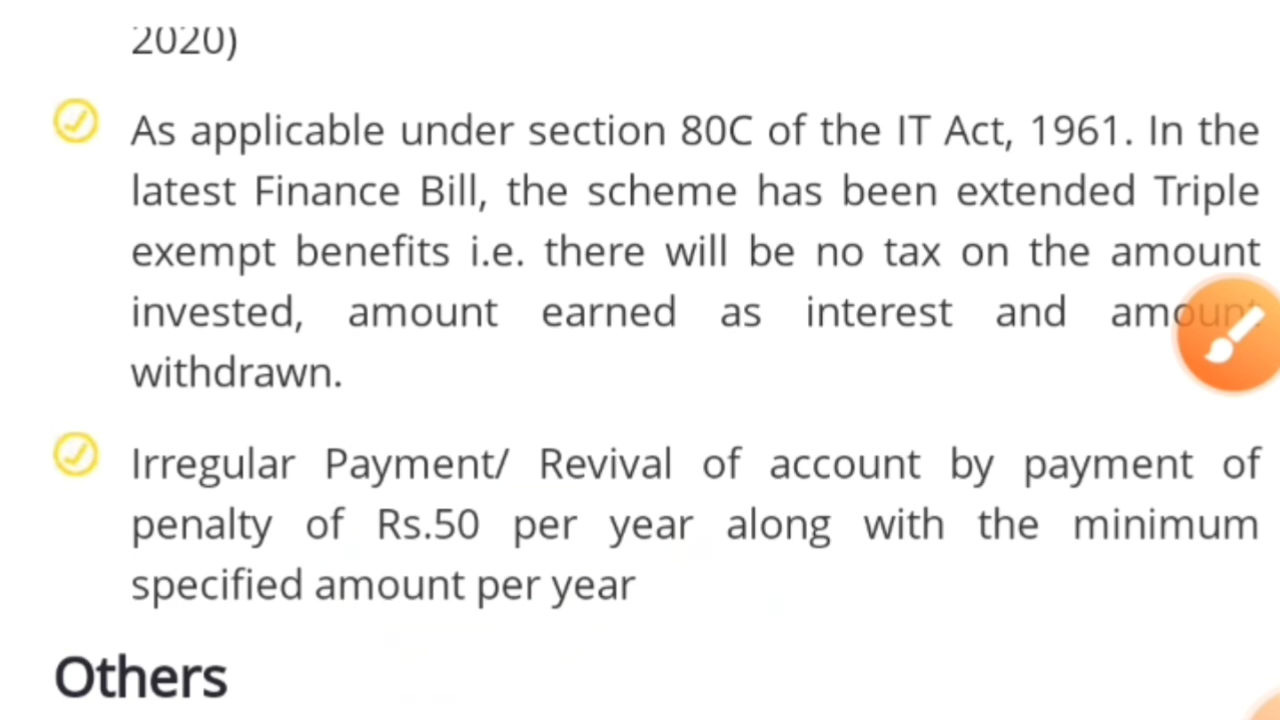 2020)
As applicable under section 80C of the IT Act, 1961. In the
latest Finance Bill, the scheme has been extended Triple
exempt benefits i.e. there will be no tax on the amount
invested, amount earned as interest and amount
withdrawn.
Irregular Payment/ Revival of account by payment of
penalty of Rs.50 per year along with the minimum
specified amount per year
Others